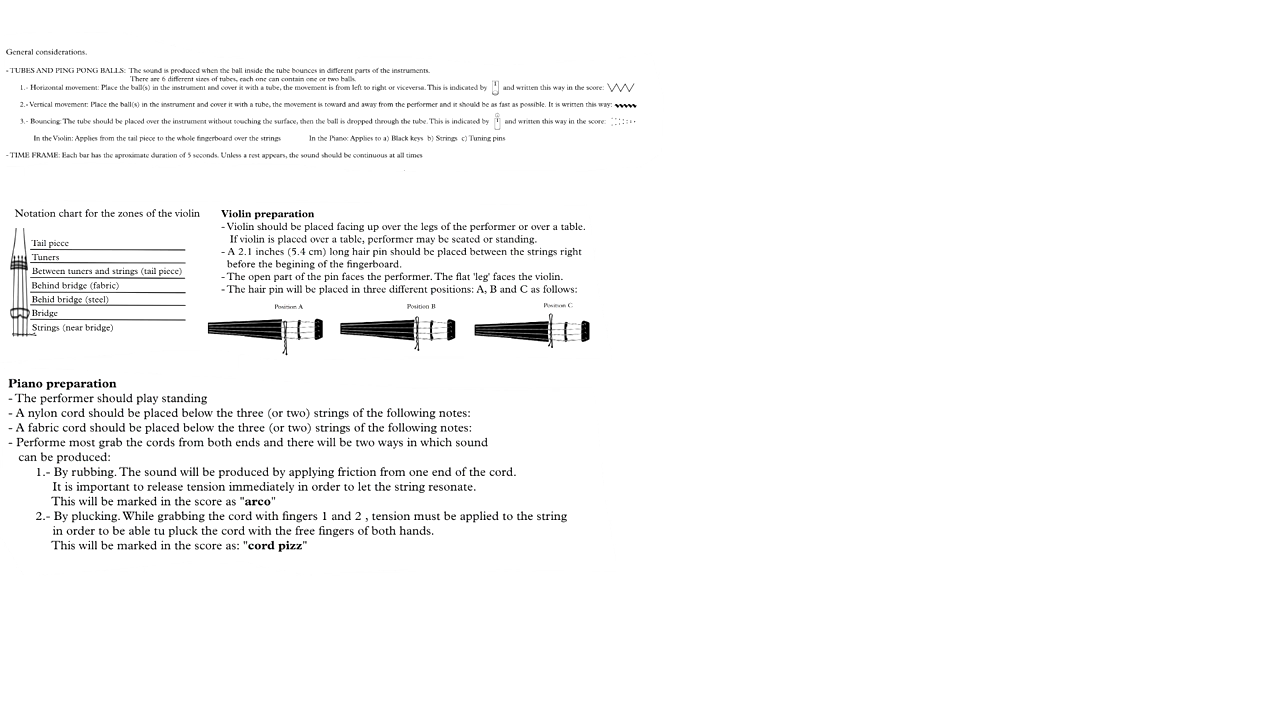 General considerations.
- TUBES AND PING PONG BALLS: The sound is produced when the ball inside the tube bounces in different parts of the instruments.
There are 6 different sizes of tubes, each one can contain one or two balls.
1.- Horizontal movement: Place the ball(s) in the instrument and cover it with a tube, the movement is from left to right or viceversa. This is indicated by 1 and written this way in the score:
2.- Vertical movement: Place the ball(s) in the instrument and cover it with a tube, the movement is toward and away from the performer and it should be as fast as possible. It is written this way:
3.- Bouncing: The tube should be placed over the instrument without touching the surface, then the ball is dropped through the tube. This is indicated by 1 and written this way in the score:
In the Violin: Applies from the tail piece to the whole fingerboard over the strings In the Piano: Applies to a) Black keys b) Strings c) Tuning pins
- TIME FRAME: Each bar has the aproximate duration of 5 seconds. Unless a rest appears, the sound should be continuous at all times
Notation chart for the zones of the violin
Tail piece
Tuners
Between tuners and strings (tail piece)
Behind bridge (fabric)
Behid bridge (steel)
Bridge
Strings (near bridge)
Violin preparation
- Violin should be placed facing up over the legs of the performer or over a table.
If violin is placed over a table, performer may be seated or standing.
- A 2.1 inches (5.4 cm) long hair pin should be placed between the strings right
before the begining of the fingerboard.
- The open part of the pin faces the performer. The flat 'leg' faces the violin.
- The hair pin will be placed in three different positions: A, B and C as follows:
Position A Position B Position C
Piano preparation
- The performer should play standing
- A nylon cord should be placed below the three (or two) strings of the following notes:
- A fabric cord should be placed below the three (or two) strings of the following notes:
- Performe most grab the cords from both ends and there will be two ways in which sound
can be produced:
1.- By rubbing. The sound will be produced by applying friction from one end of the cord.
It is important to release tension immediately in order to let the string resonate.
This will be marked in the score as "arco"
2.- By plucking. While grabbing the cord with fingers 1 and 2 , tension must be applied to the string
in order to be able tu pluck the cord with the free fingers of both hands.
This will be marked in the score as: "cord pizz"